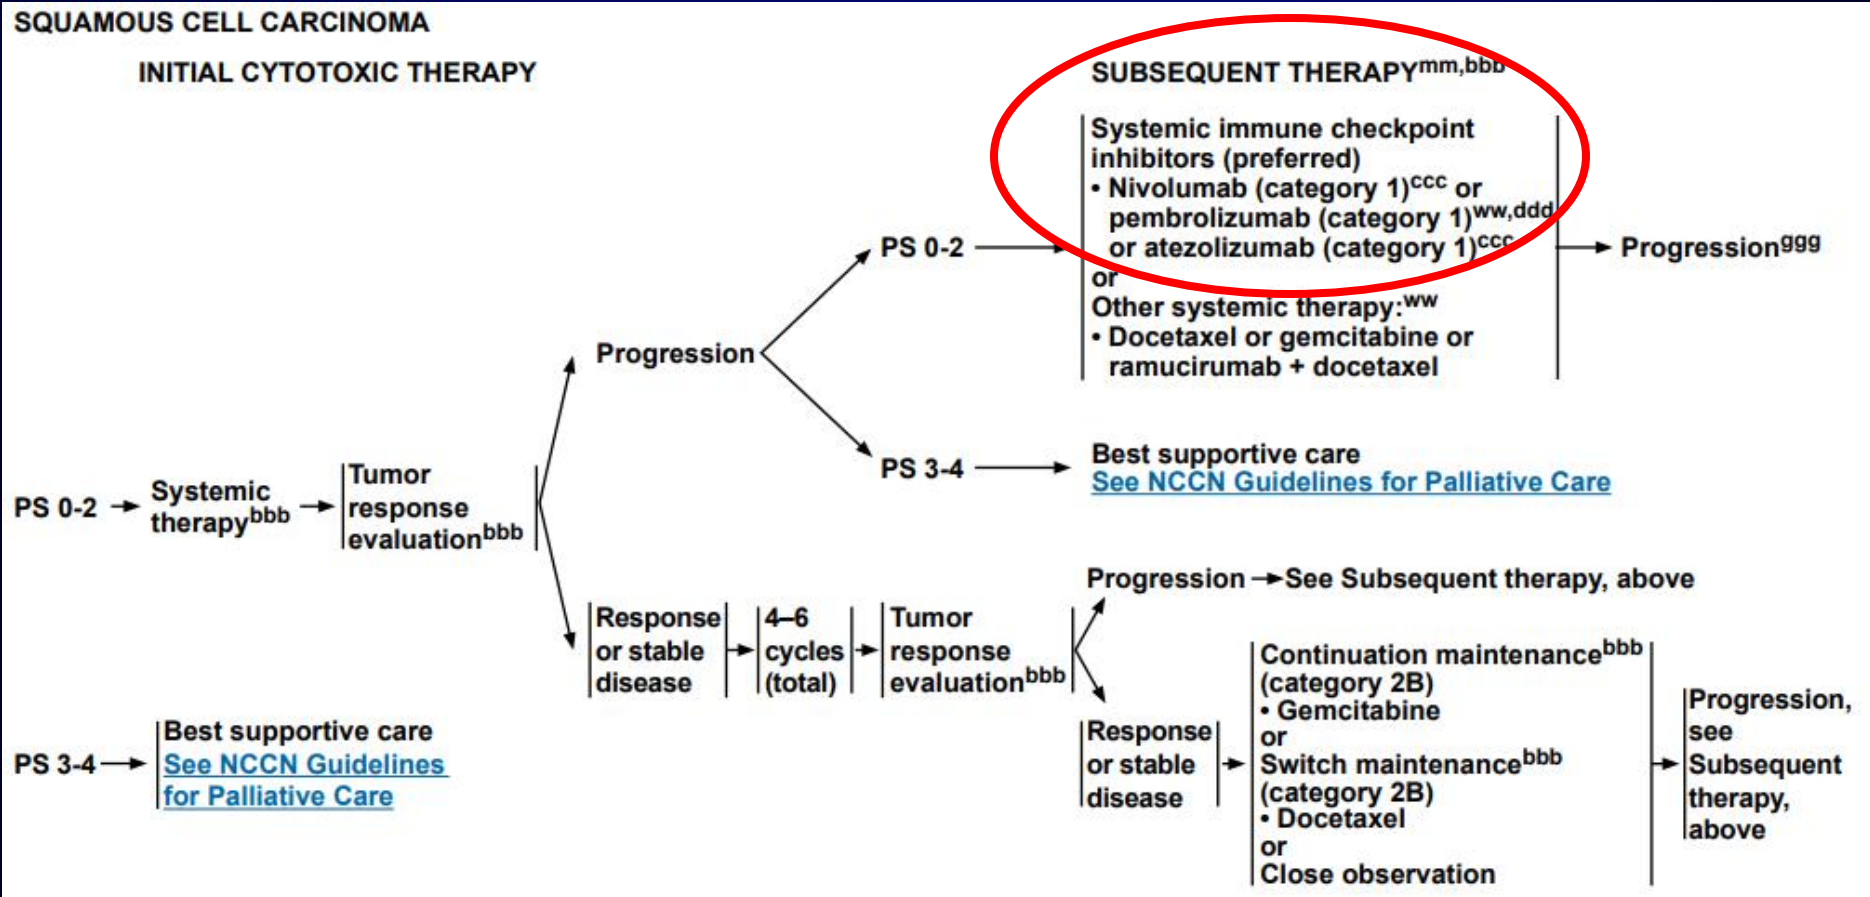 SQUAMOUS CELL CARCINOMA
INITIAL CYTOTOXIC THERAPY
SUBSEQUENT THERAPYmm,bbb
Systemic immune checkpoint
inhibitors (preferred)
• Nivolumab (category 1)ccc or
pembrolizumab (category 1)ww,ddd
or atezolizumab (category 1)ccc
or
Other systemic therapy:ww
• Docetaxel or gemcitabine or
ramucirumab + docetaxel
PS 0-2
Progressionggg
Progression
PS 3-4
Best supportive care
See NCCN Guidelines for Palliative Care
PS 0-2
Systemic
therapybbb
Tumor
response
evaluationbbb
Progression
See Subsequent therapy, above
Response
or stable
disease
4–6
cycles
(total)
Tumor
response
evaluationbbb
Response
or stable
disease
Continuation maintenancebbb
(category 2B)
• Gemcitabine
or
Switch maintenancebbb
(category 2B)
• Docetaxel
or
Close observation
Progression,
see
Subsequent
therapy,
above
PS 3-4
Best supportive care
See NCCN Guidelines
for Palliative Care